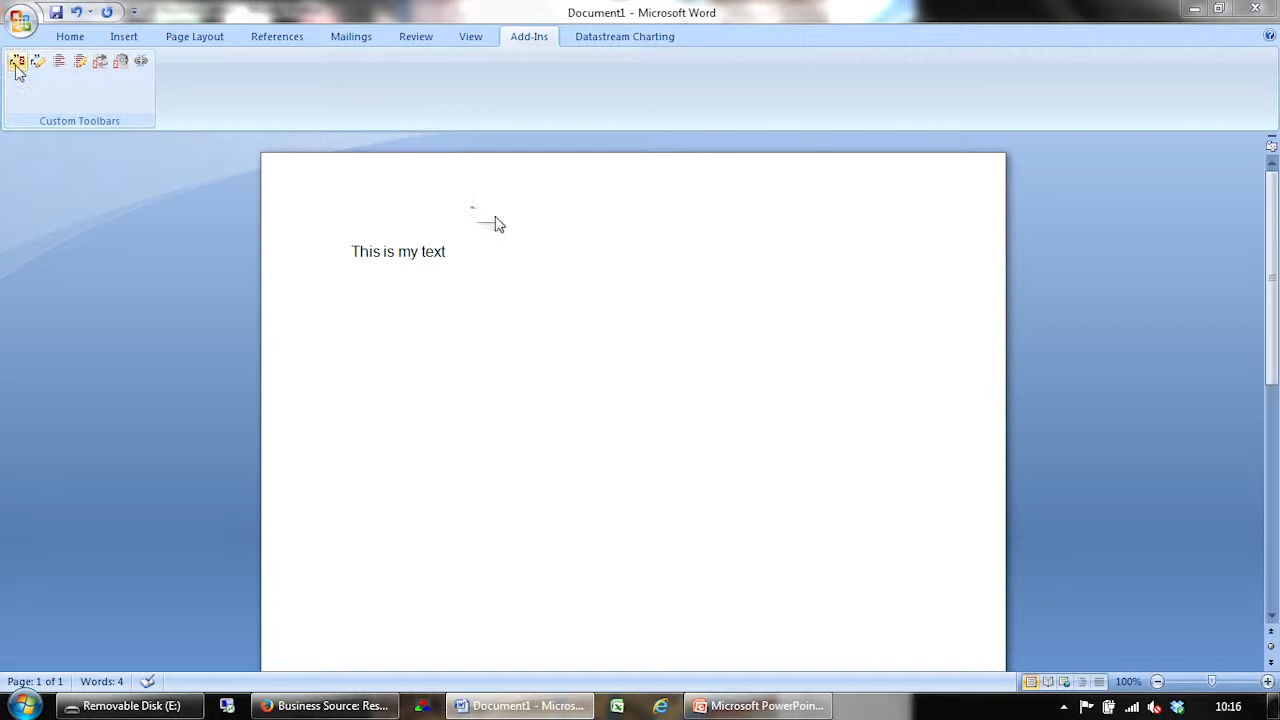 Document1 - Microsoft Word
Home Insert Page Layout References Mailings Review View Add-Ins Datastream Charting
Custom Toolbars
This is my text
Page: 1 of 1 Words: 4 100%
Removable Disk (E:) Business Source: Res... Document1 - Micros... Microsoft PowerPoin... 10:16